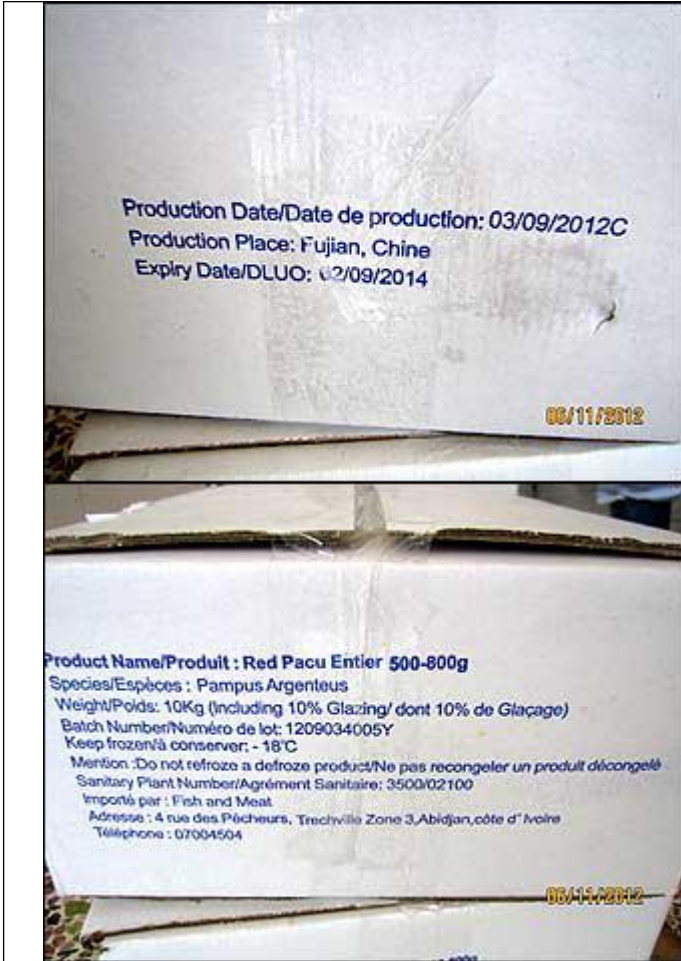 Production Date/Date de production: 03/09/2012C
Production Place: Fujian, Chine
Expiry Date/DLUO: 02/09/2014
06/11/2012
Product Name/Produit : Red Pacu Entier 500-800g
Species/Espèces : Pampus Argenteus
Weight/Poids: 10Kg (Including 10% Glazing/ dont 10% de Glaçage)
Batch Number/Numéro de lot: 1209034005Y
Keep frozen/à conserver: - 18°C
Mention :Do not refroze a defroze product/Ne pas recongeler un produit décongelé
Sanitary Plant Number/Agrément Sanitaire: 3500/02100
Importé par : Fish and Meat
Adresse : 4 rue des Pêcheurs, Trechville Zone 3,Abidjan,côte d' Ivoire
Téléphone : 07004504
06/11/2012